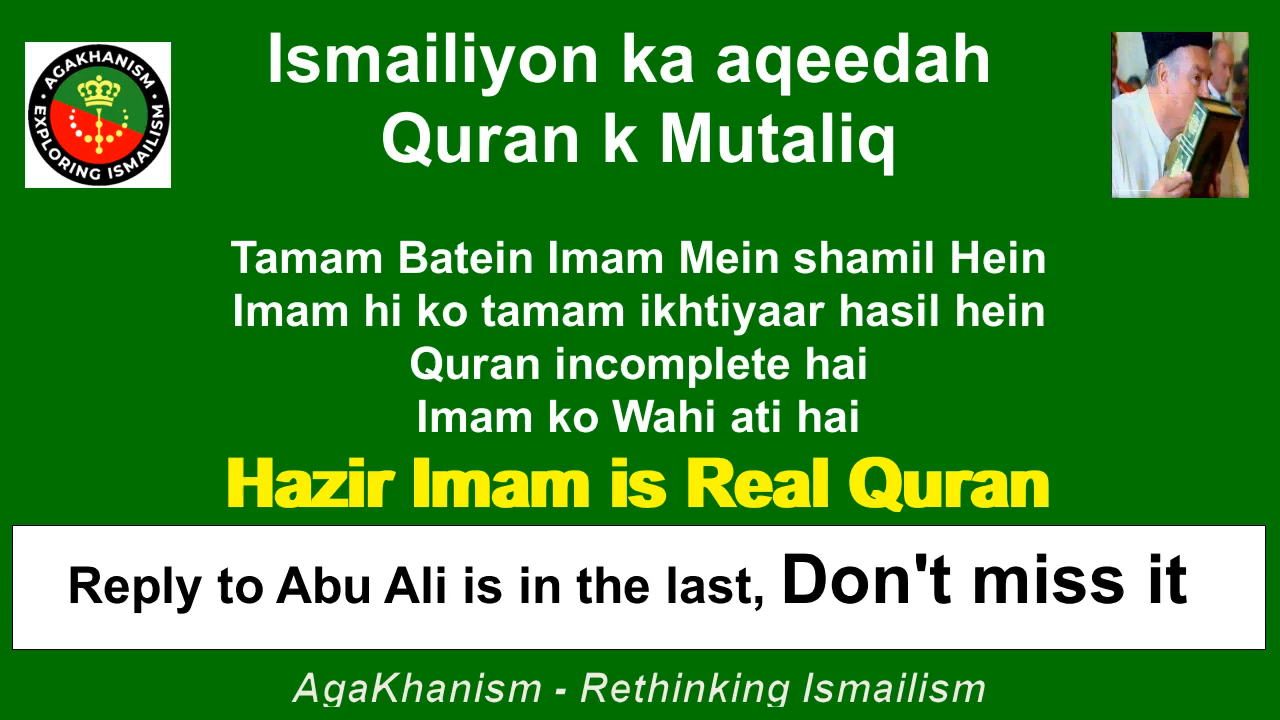 AGAKHANISM
EXPLORING ISMAILISM
Ismailiyon ka aqeedah
Quran k Mutaliq
Tamam Batein Imam Mein shamil Hein
Imam hi ko tamam ikhtiyaar hasil hein
Quran incomplete hai
Imam ko Wahi ati hai
Hazir Imam is Real Quran
Reply to Abu Ali is in the last, Don't miss it
AgaKhanism - Rethinking Ismailism